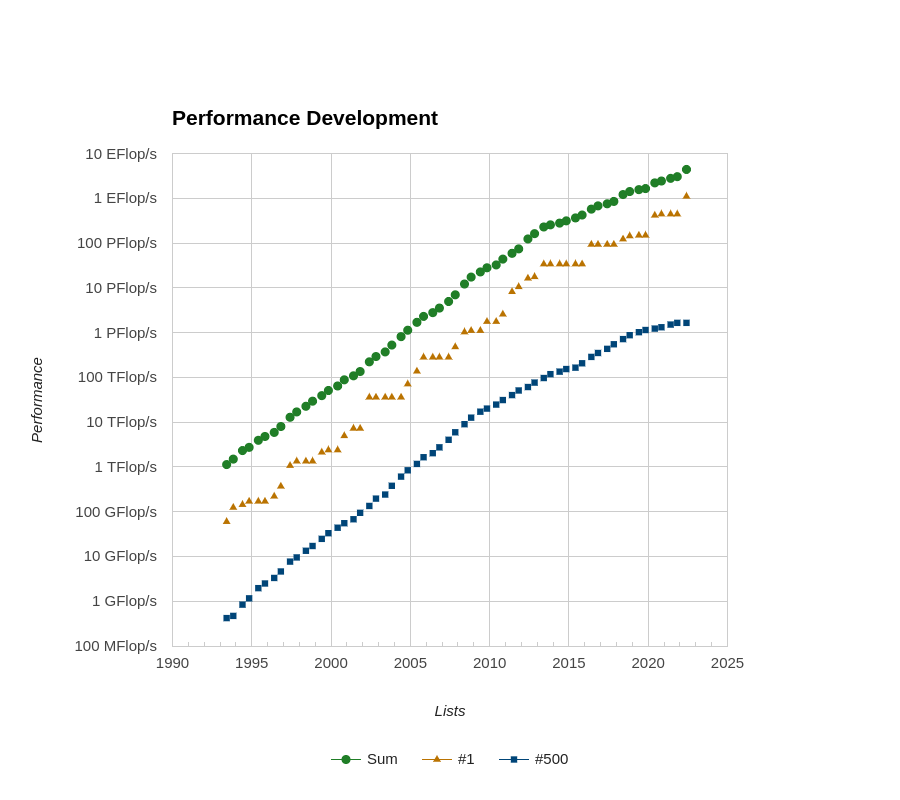 Performance Development
10 EFlop/s
1 EFlop/s
100 PFlop/s
10 PFlop/s
1 PFlop/s
100 TFlop/s
10 TFlop/s
1 TFlop/s
100 GFlop/s
10 GFlop/s
1 GFlop/s
100 MFlop/s
Performance
1990 1995 2000 2005 2010 2015 2020 2025
Lists
Sum #1 #500